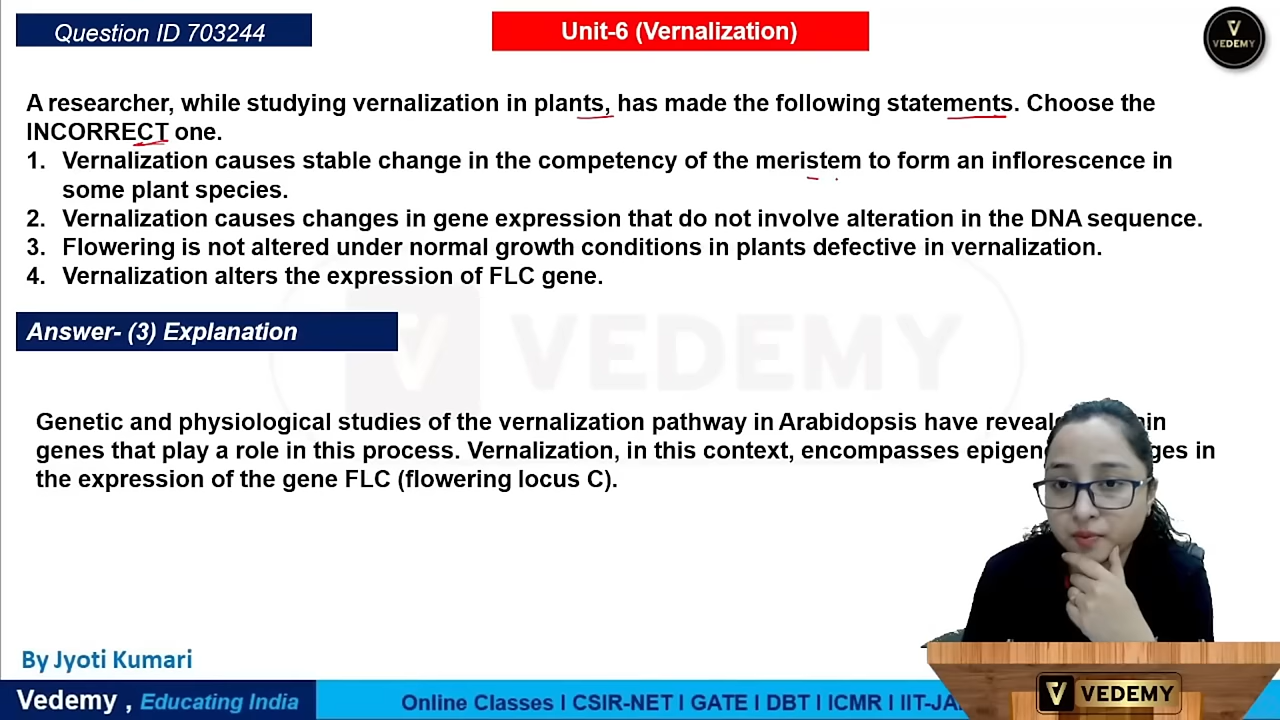 Question ID 703244
Unit-6 (Vernalization)
VEDEMY
A researcher, while studying vernalization in plants, has made the following statements. Choose the
INCORRECT one.
1. Vernalization causes stable change in the competency of the meristem to form an inflorescence in
some plant species.
2. Vernalization causes changes in gene expression that do not involve alteration in the DNA sequence.
3. Flowering is not altered under normal growth conditions in plants defective in vernalization.
4. Vernalization alters the expression of FLC gene.
Answer- (3) Explanation
VEDEMY
Genetic and physiological studies of the vernalization pathway in Arabidopsis have
genes that play a role in this process. Vernalization, in this context, encompasses in
the expression of the gene FLC (flowering locus C).
By Jyoti Kumari
Vedemy , Educating India
Online Classes I CSIR-NET I GATE I DBT I ICMR I
VEDEMY